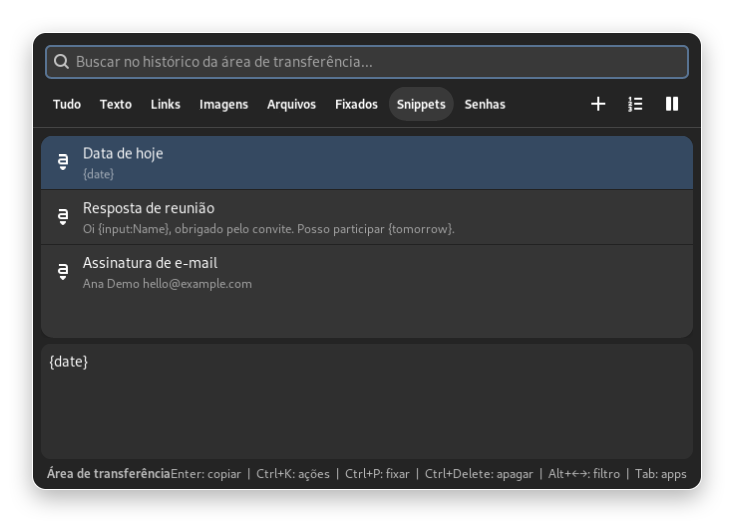 Buscar no histórico da área de transferência...
Tudo Texto Links Imagens Arquivos Fixados Snippets Senhas
Data de hoje
{date}
Resposta de reunião
Oi {input:Name}, obrigado pelo convite. Posso participar {tomorrow}.
Assinatura de e-mail
Ana Demo hello@example.com
{date}
Área de transferênciaEnter: copiar | Ctrl+K: ações | Ctrl+P: fixar | Ctrl+Delete: apagar | Alt+←→: filtro | Tab: apps